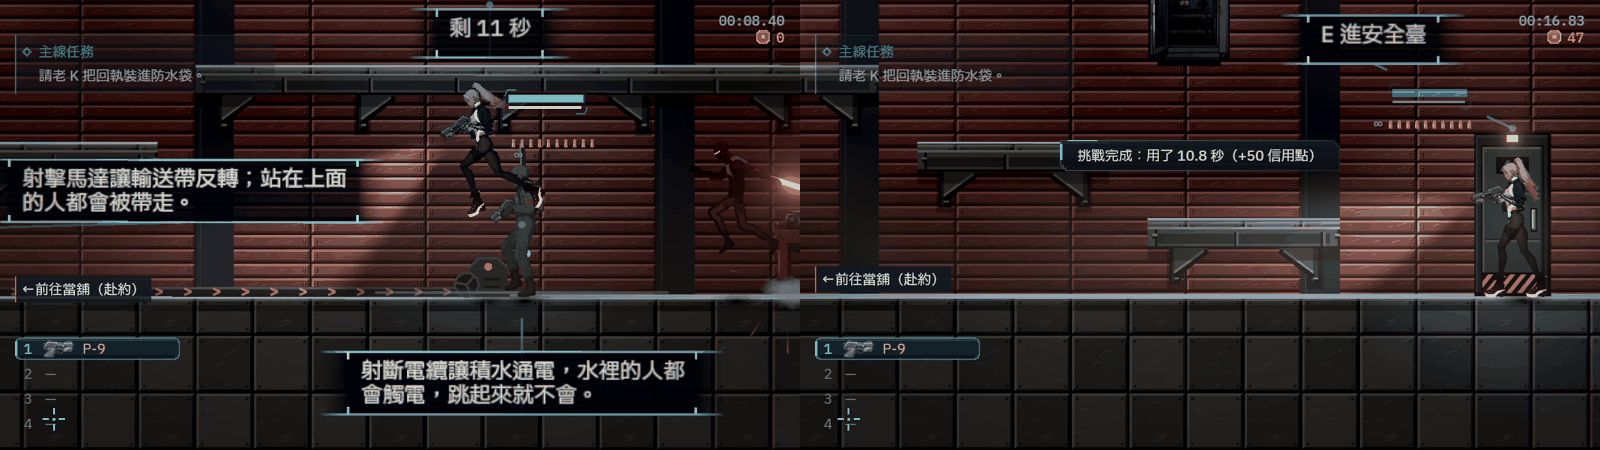 剩 11 秒
00:08.40
0
主線任務
請老 K 把回執裝進防水袋。
射擊馬達讓輸送帶反轉；站在上面
的人都會被帶走。
∞
←前往當舖（赴約）
射斷電纜讓積水通電，水裡的人都
會觸電，跳起來就不會。
1 P-9
2 —
3 —
4 —
E 進安全臺
00:16.83
47
主線任務
請老 K 把回執裝進防水袋。
∞
挑戰完成：用了 10.8 秒（+50 信用點）
←前往當舖（赴約）
1 P-9
2 —
3 —
4 —